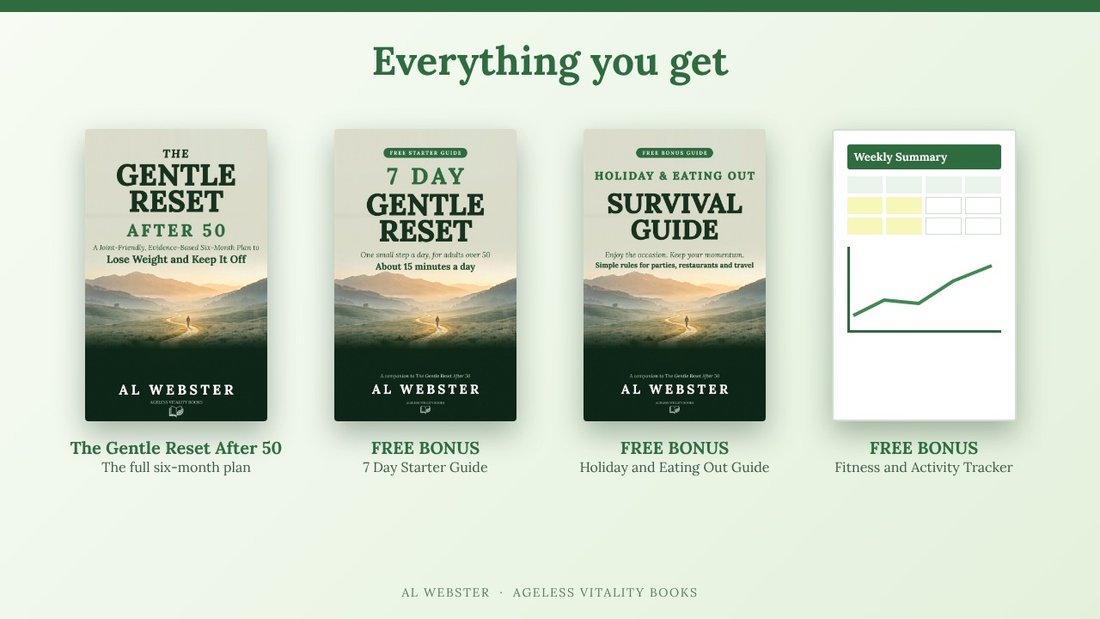 Everything you get
THE
GENTLE
RESET
AFTER 50
A Joint-Friendly, Evidence-Based Six-Month Plan to
Lose Weight and Keep It Off
AL WEBSTER
AGELESS VITALITY BOOKS
The Gentle Reset After 50
The full six-month plan
FREE STARTER GUIDE
7 DAY
GENTLE
RESET
One small step a day, for adults over 50
About 15 minutes a day
A companion to The Gentle Reset After 50
AL WEBSTER
AGELESS VITALITY BOOKS
FREE BONUS
7 Day Starter Guide
FREE BONUS GUIDE
HOLIDAY & EATING OUT
SURVIVAL
GUIDE
Enjoy the occasion. Keep your momentum.
Simple rules for parties, restaurants and travel
A companion to The Gentle Reset After 50
AL WEBSTER
AGELESS VITALITY BOOKS
FREE BONUS
Holiday and Eating Out Guide
Weekly Summary
FREE BONUS
Fitness and Activity Tracker
AL WEBSTER · AGELESS VITALITY BOOKS